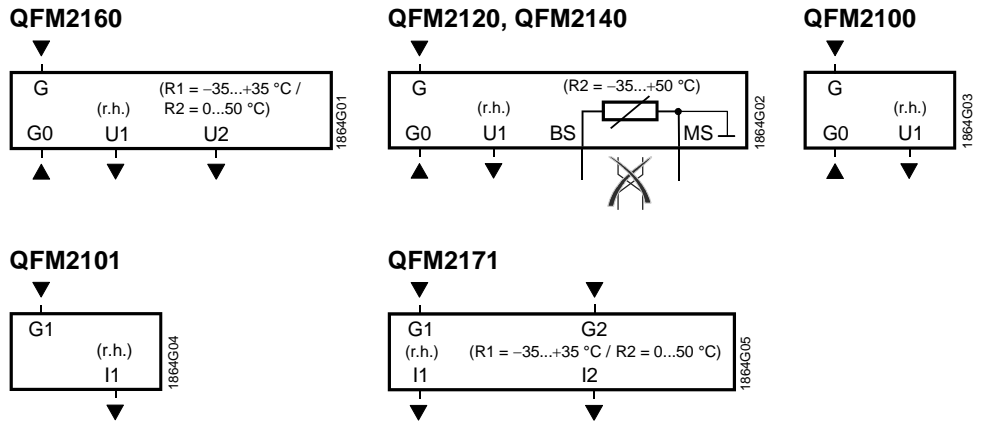 QFM2160
G
(R1 = −35...+35 °C /
(r.h.)
R2 = 0...50 °C)
G0
U1
U2
1864G01
QFM2120, QFM2140
G
(R2 = −35...+50 °C)
(r.h.)
G0
U1
BS
MS
1864G02
QFM2100
G
(r.h.)
G0
U1
1864G03
QFM2101
G1
(r.h.)
I1
1864G04
QFM2171
G1
G2
(r.h.)
(R1 = −35...+35 °C / R2 = 0...50 °C)
I1
I2
1864G05